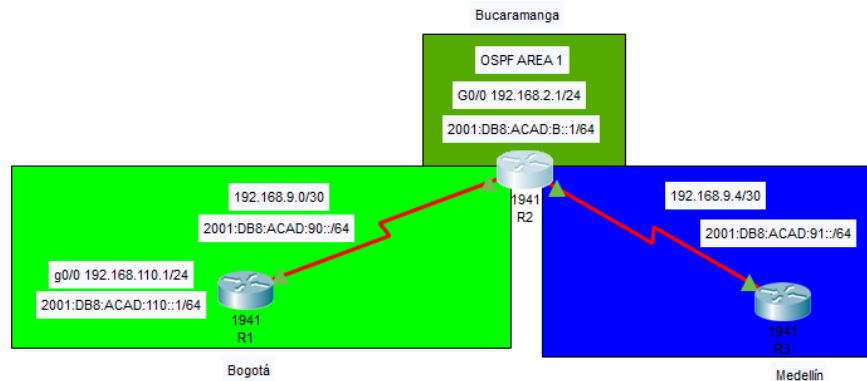 Bucaramanga
OSPF AREA 1
G0/0 192.168.2.1/24
2001:DB8:ACAD:B::1/64
1941
R2
192.168.9.0/30
2001:DB8:ACAD:90::/64
192.168.9.4/30
2001:DB8:ACAD:91::/64
g0/0 192.168.110.1/24
2001:DB8:ACAD:110::1/64
1941
R1
1941
R3
Bogotá
Medellín